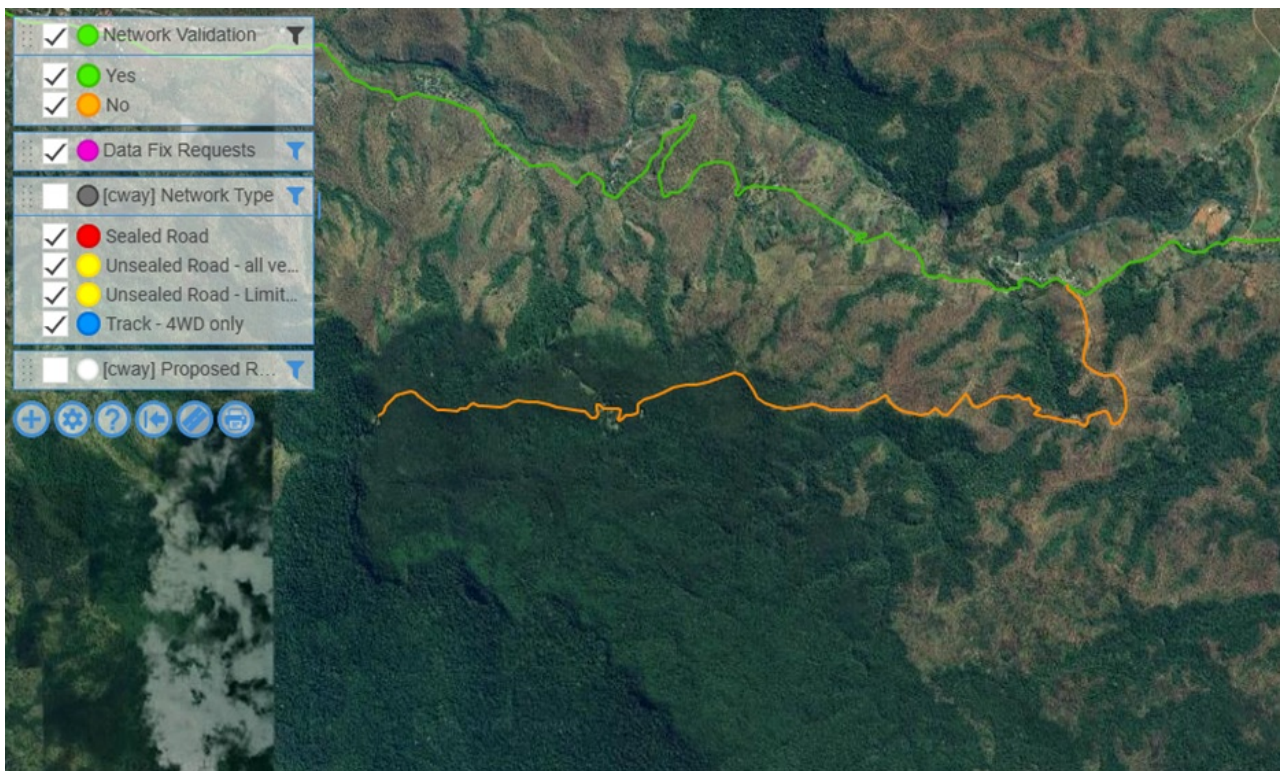 Network Validation
Yes
No
Data Fix Requests
[cway] Network Type
Sealed Road
Unsealed Road - all ve...
Unsealed Road - Limit...
Track - 4WD only
[cway] Proposed R...
?